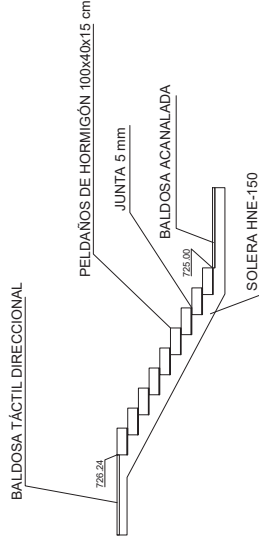 BALDOSA TÁCTIL DIRECCIONAL
PELDAÑOS DE HORMIGÓN 100x40x15 cm
JUNTA 5 mm
BALDOSA ACANALADA
726.24
725.00
SOLERA HNE-150